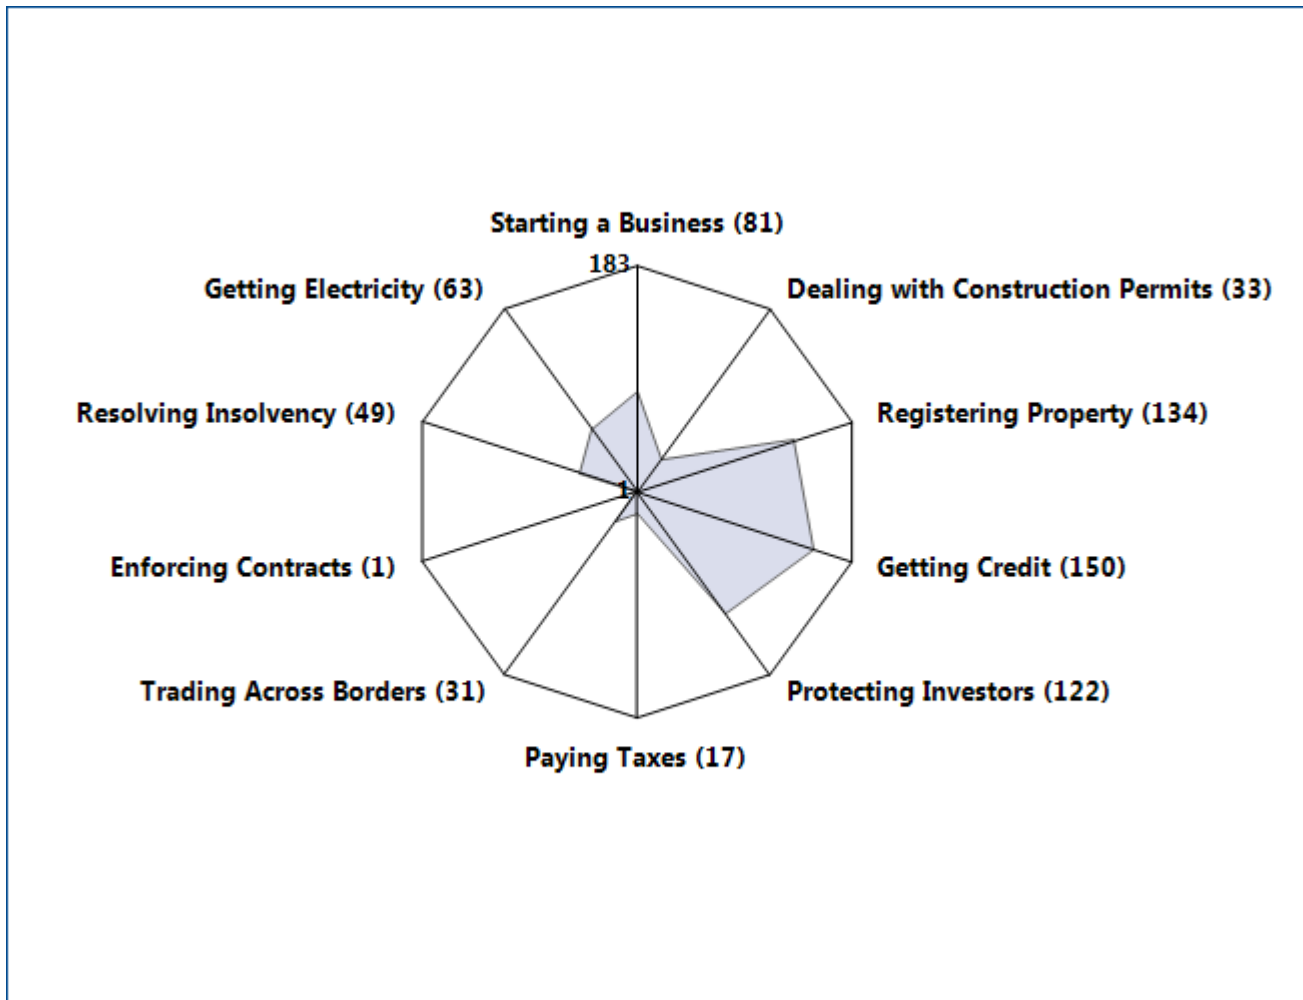 Starting a Business (81)
183
Getting Electricity (63)
Dealing with Construction Permits (33)
Resolving Insolvency (49)
Registering Property (134)
1
Enforcing Contracts (1)
Getting Credit (150)
Trading Across Borders (31)
Protecting Investors (122)
Paying Taxes (17)